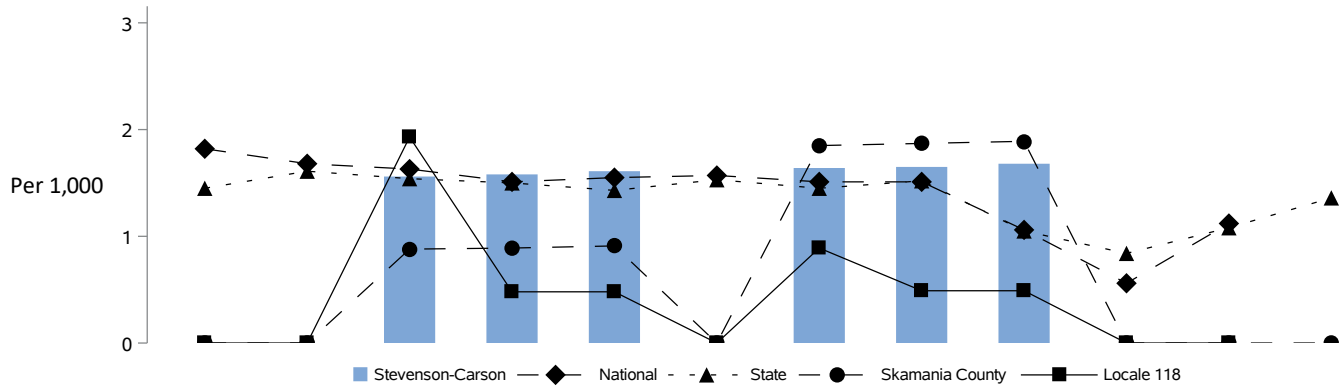 3
2
Per 1,000
1
0
Stevenson-Carson National State Skamania County Locale 118